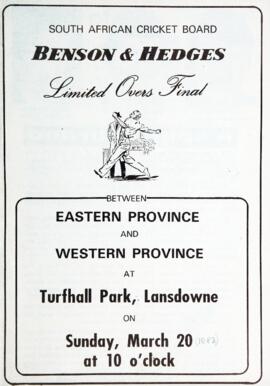 SOUTH AFRICAN CRICKET BOARD
BENSON & HEDGES
Limited Overs Final
BETWEEN
EASTERN PROVINCE
AND
WESTERN PROVINCE
AT
Turfhall Park, Lansdowne
ON
Sunday, March 20
at 10 o'clock